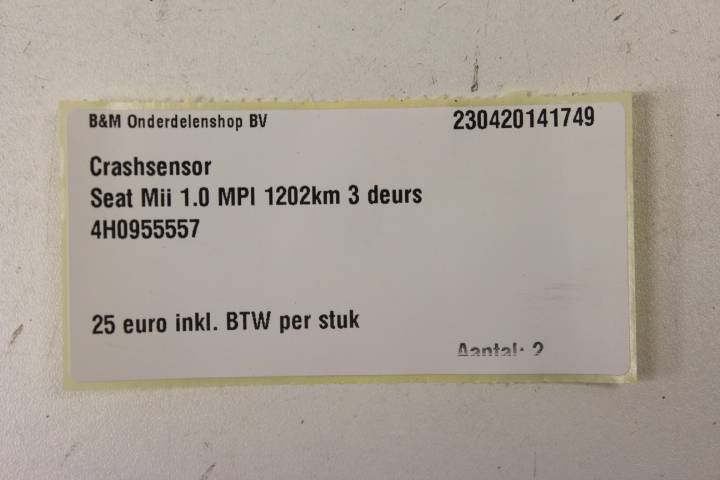 B&M Onderdelenshop BV
230420141749
Crashsensor
Seat Mii 1.0 MPI 1202km 3 deurs
4H0955557
25 euro inkl. BTW per stuk
Aantal: 2